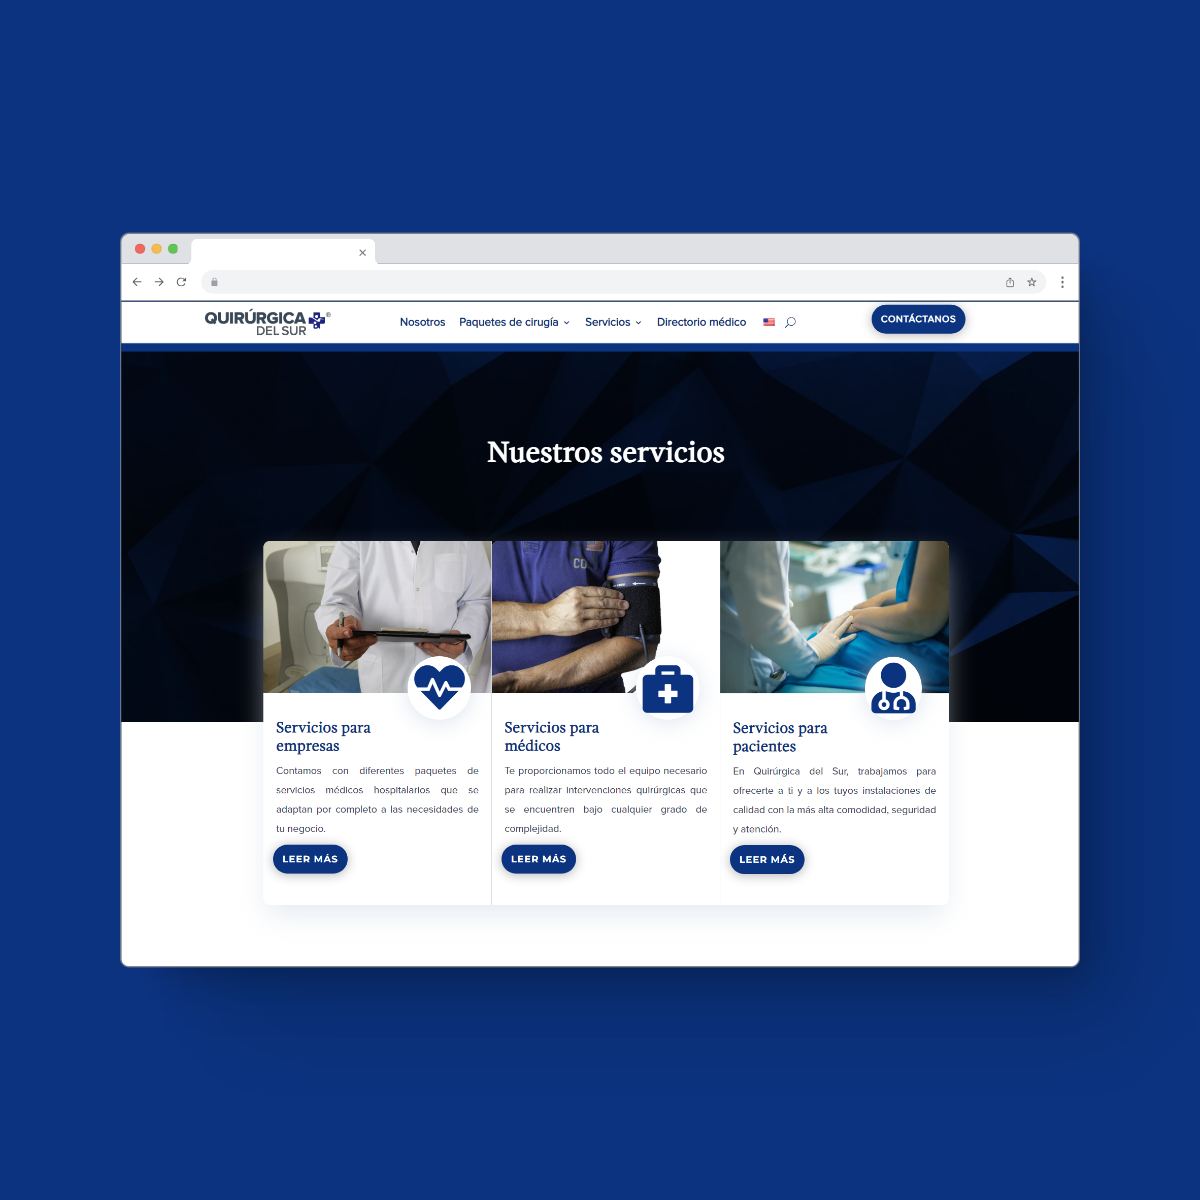 QUIRÚRGICA
DEL SUR
®
Nosotros Paquetes de cirugía Servicios Directorio médico
CONTÁCTANOS
Nuestros servicios
CO
Servicios para
empresas
Contamos con diferentes paquetes de
servicios médicos hospitalarios que se
adaptan por completo a las necesidades de
tu negocio.
LEER MÁS
Servicios para
médicos
Te proporcionamos todo el equipo necesario
para realizar intervenciones quirúrgicas que
se encuentren bajo cualquier grado de
complejidad.
LEER MÁS
Servicios para
pacientes
En Quirúrgica del Sur, trabajamos para
ofrecerte a ti y a los tuyos instalaciones de
calidad con la más alta comodidad, seguridad
y atención.
LEER MÁS